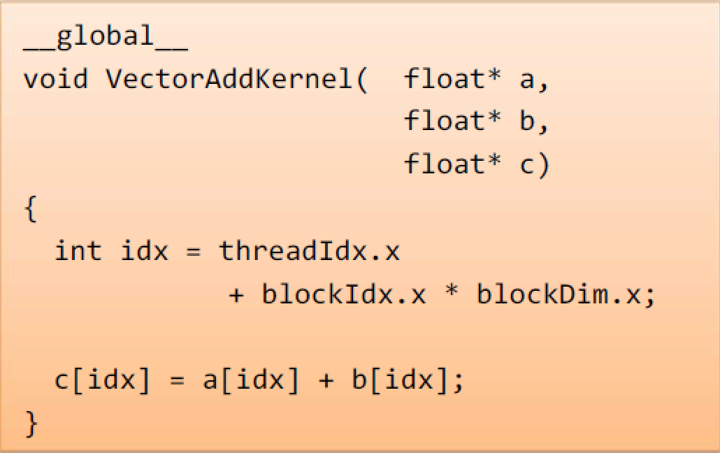 __global__
void VectorAddKernel(  float* a,
                       float* b,
                       float* c)
{
  int idx = threadIdx.x
            + blockIdx.x * blockDim.x;
  c[idx] = a[idx] + b[idx];
}